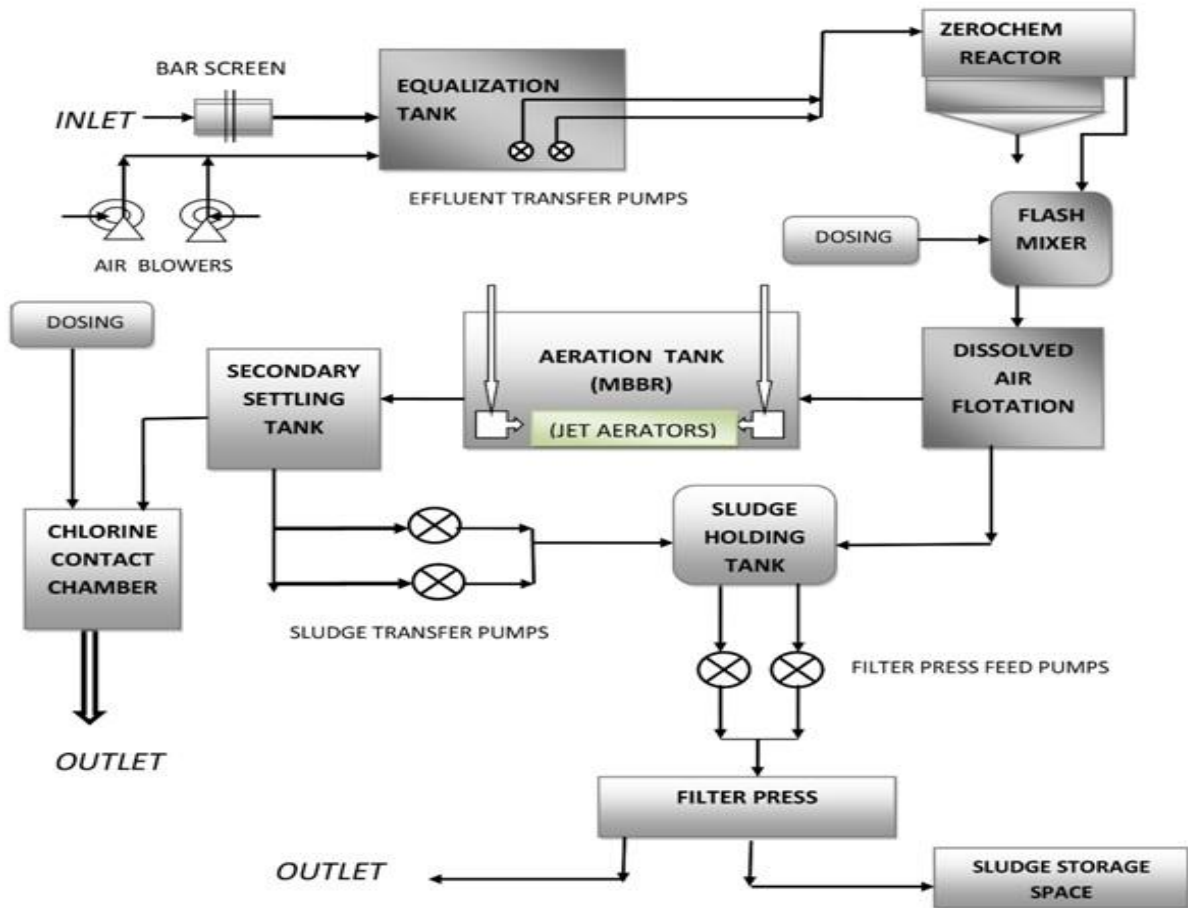 ZEROCHEM
REACTOR
BAR SCREEN
EQUALIZATION
TANK
INLET
EFFLUENT TRANSFER PUMPS
AIR BLOWERS
DOSING
FLASH
MIXER
DOSING
SECONDARY
SETTLING
TANK
AERATION TANK
(MBBR)
(JET AERATORS)
DISSOLVED
AIR
FLOTATION
CHLORINE
CONTACT
CHAMBER
SLUDGE
HOLDING
TANK
SLUDGE TRANSFER PUMPS
FILTER PRESS FEED PUMPS
OUTLET
FILTER PRESS
OUTLET
SLUDGE STORAGE
SPACE